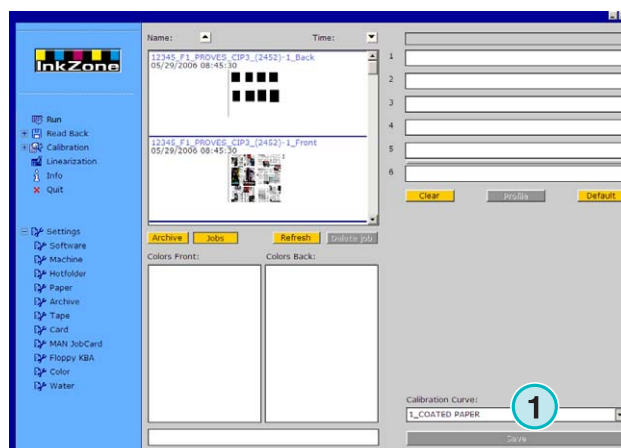 InkZone
Run
Read Back
Calibration
Linearization
Info
Quit
Settings
Software
Machine
Hotfolder
Paper
Archive
Tape
Card
MAN JobCard
Floppy KBA
Color
Water
Name:
Time:
12345_F1_PROVES_CIP3_(2452)-1_Back
05/29/2006 08:45:30
12345_F1_PROVES_CIP3_(2452)-1_Front
05/29/2006 08:45:30
Archive
Jobs
Refresh
Delete job
Colors Front:
Colors Back:
1
2
3
4
5
6
Clear
Profile
Default
Calibration Curve:
1_COATED PAPER
1
Save